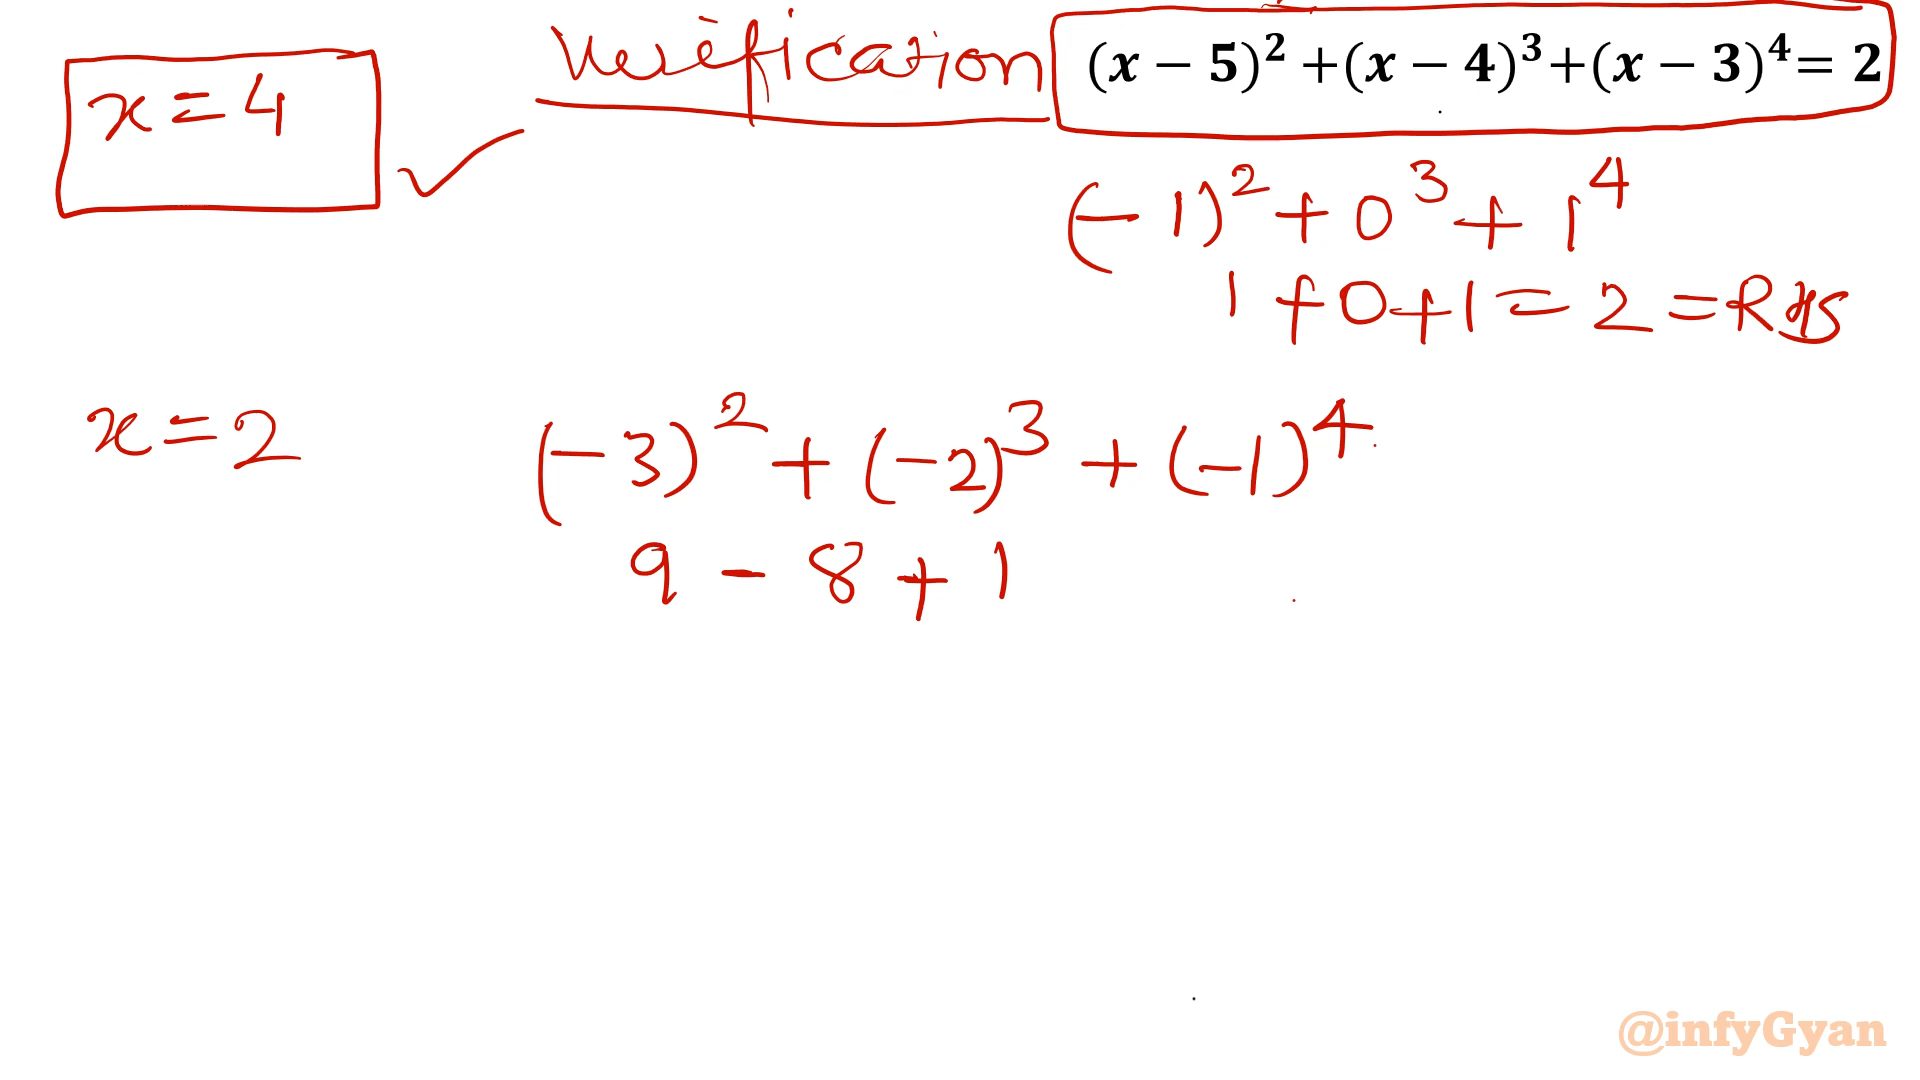 x = 4
Verification
(x − 5)² + (x − 4)³ + (x − 3)⁴ = 2
(-1)² + 0³ + 1⁴
1 + 0 + 1 = 2 = RHS
x = 2
(-3)² + (-2)³ + (-1)⁴
9 - 8 + 1
@infyGyan